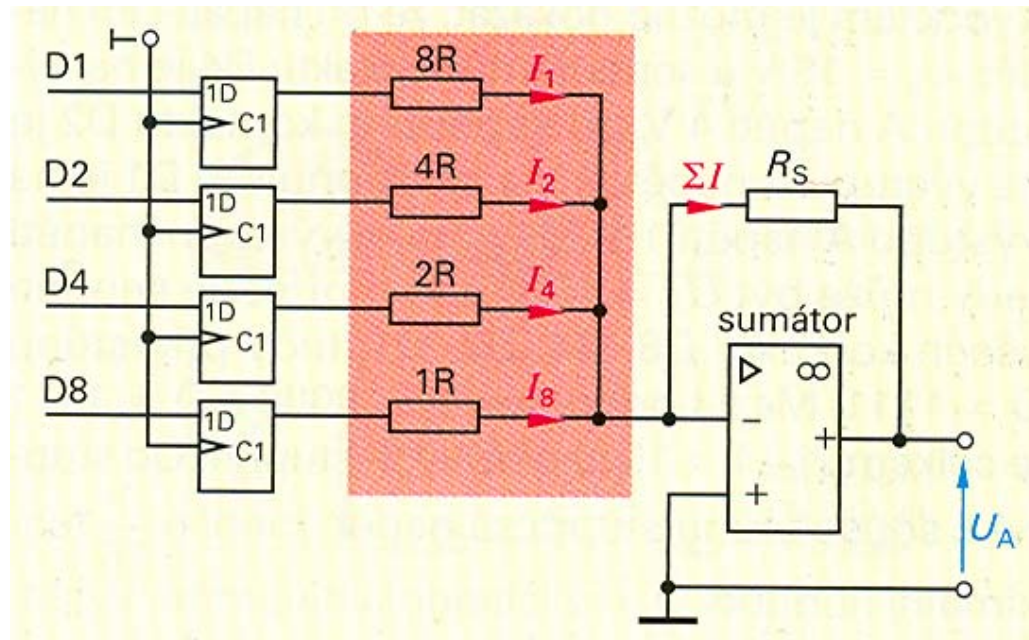 D1
8R
I1
1D
C1
D2
4R
I2
1D
C1
ΣI
RS
D4
2R
I4
1D
C1
sumátor
▷ ∞
D8
1R
I8
1D
C1
−
+
+
UA